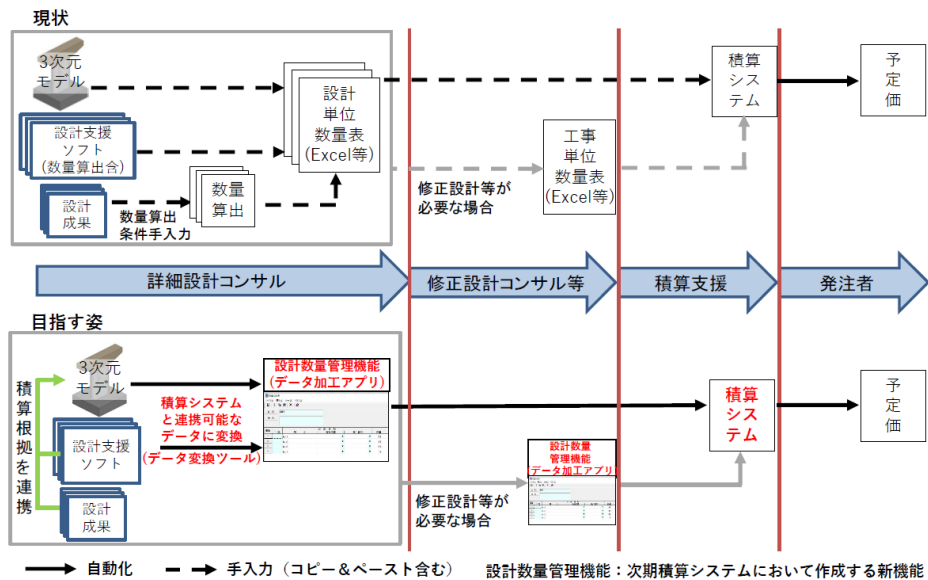 現状
3次元
モデル
設計支援
ソフト
(数量算出含)
設計
成果
数量算出
条件手入力
数量
算出
設計
単位
数量表
(Excel等)
修正設計等が
必要な場合
工事
単位
数量表
(Excel等)
積算
システム
予定価
詳細設計コンサル
修正設計コンサル等
積算支援
発注者
目指す姿
積算根拠を連携
3次元
モデル
設計支援
ソフト
設計
成果
積算システム
と連携可能な
データに変換
(データ変換ツール)
設計数量管理機能
(データ加工アプリ)
修正設計等が
必要な場合
設計数量
管理機能
(データ加工アプリ)
積算
システム
予定価
自動化
手入力（コピー＆ペースト含む）
設計数量管理機能：次期積算システムにおいて作成する新機能